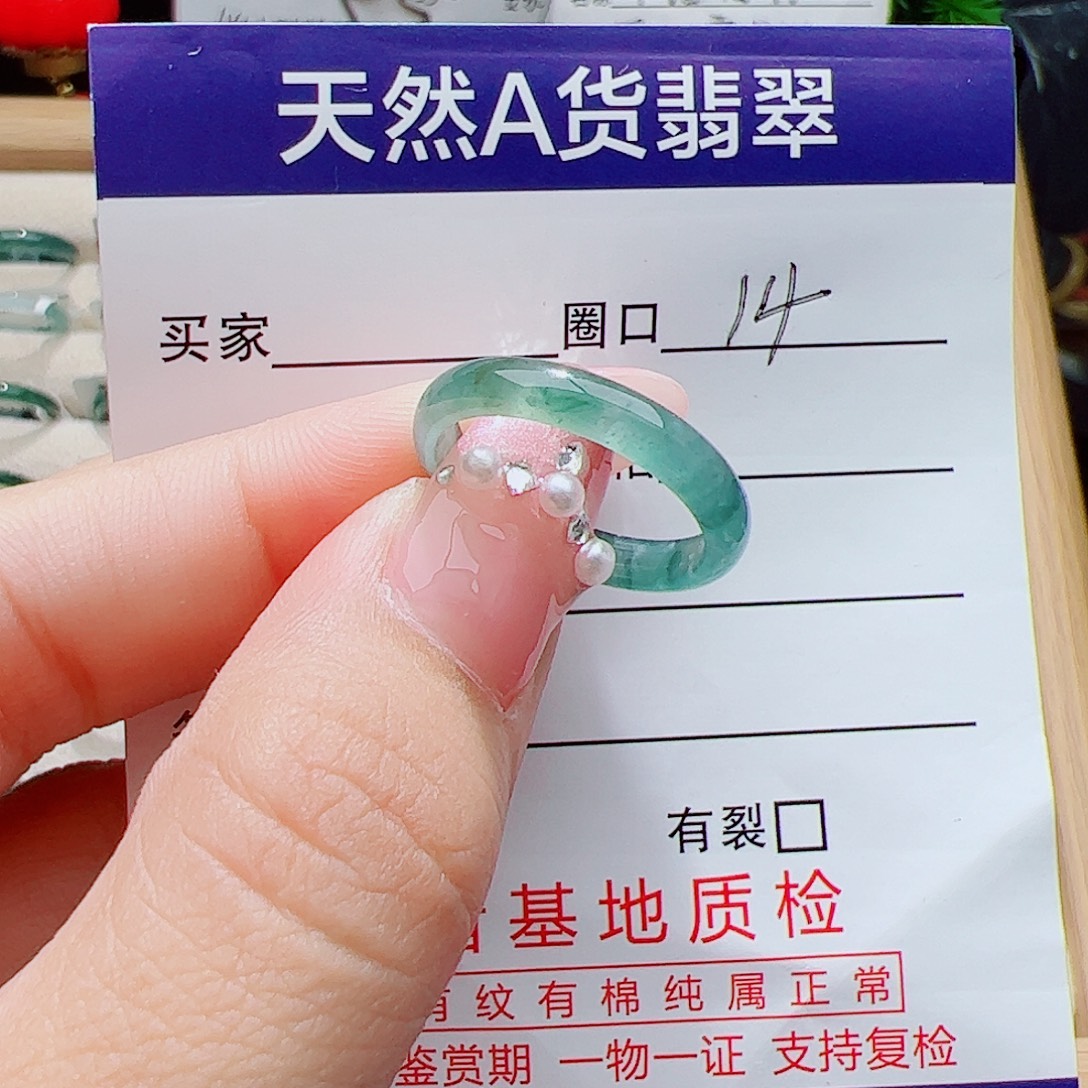 天然A货翡翠
买家 圈口 14
有裂□
基地质检
有纹有棉纯属正常
鉴赏期 一物一证 支持复检